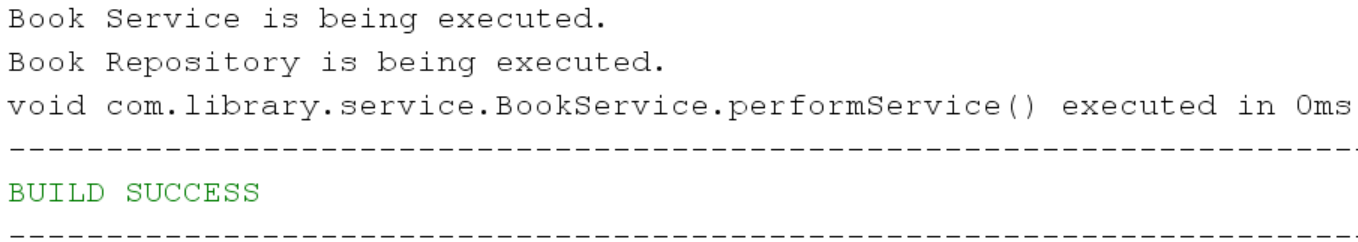 Book Service is being executed.
Book Repository is being executed.
void com.library.service.BookService.performService() executed in 0ms
------------------------------------------------------------------------
BUILD SUCCESS
------------------------------------------------------------------------